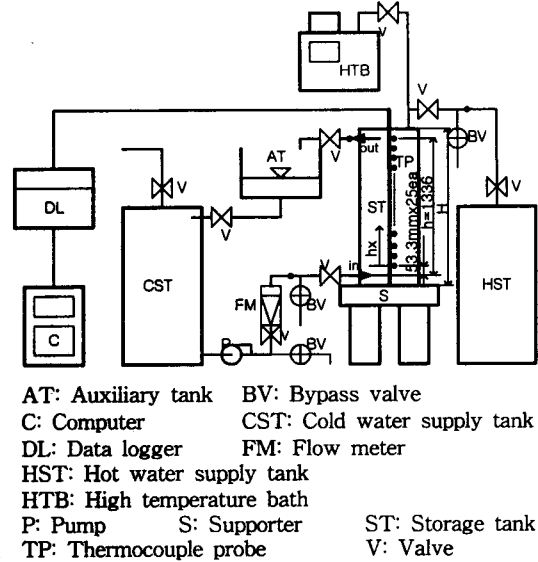 V
HTB
V
BV
out
TP
AT
V
V
DL
V
ST
53.3mmx25ea
h=1336
H
V
CST
hx
HST
V
in
FM
BV
S
C
V
P
BV
AT: Auxiliary tank BV: Bypass valve
C: Computer CST: Cold water supply tank
DL: Data logger FM: Flow meter
HST: Hot water supply tank
HTB: High temperature bath
P: Pump S: Supporter ST: Storage tank
TP: Thermocouple probe V: Valve